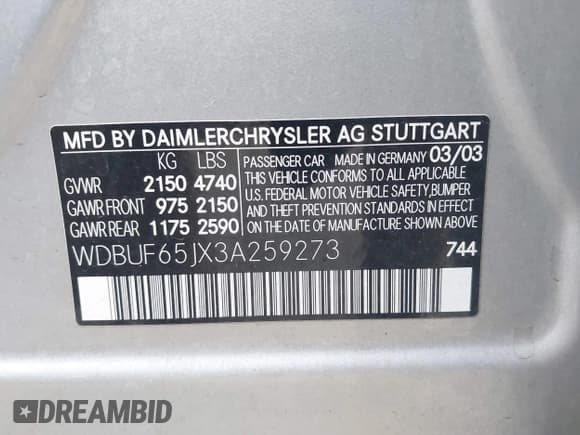 MFD BY DAIMLERCHRYSLER AG STUTTGART
KG LBS
GVWR 2150 4740
GAWR FRONT 975 2150
GAWR REAR 1175 2590
PASSENGER CAR MADE IN GERMANY 03/03
THIS VEHICLE CONFORMS TO ALL APPLICABLE
U.S. FEDERAL MOTOR VEHICLE SAFETY,BUMPER
AND THEFT PREVENTION STANDARDS IN EFFECT
ON THE DATE OF MANUFACTURE SHOWN ABOVE
WDBUF65JX3A259273 744
DREAMBID